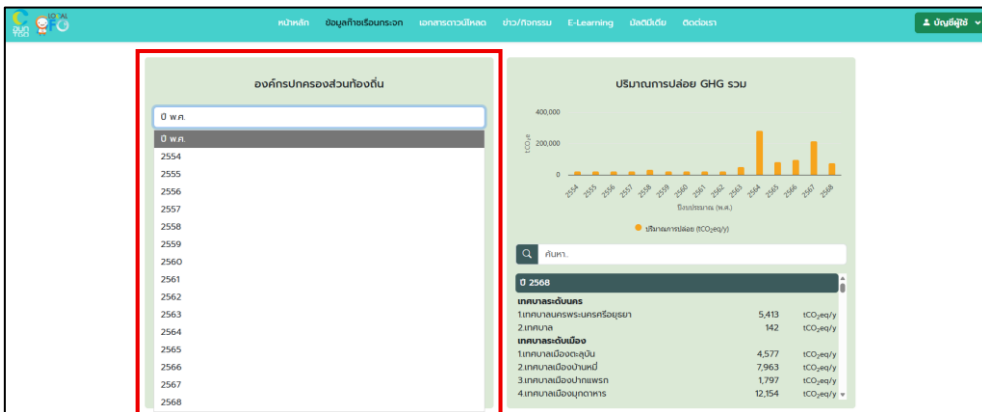 อบก
TGO
LOCAL
CFO
หน้าหลัก ข้อมูลก๊าซเรือนกระจก เอกสารดาวน์โหลด ข่าว/กิจกรรม E-Learning มัลติมีเดีย ติดต่อเรา
บัญชีผู้ใช้
องค์กรปกครองส่วนท้องถิ่น
ปี พ.ศ.
ปี พ.ศ.
2554
2555
2556
2557
2558
2559
2560
2561
2562
2563
2564
2565
2566
2567
2568
ปริมาณการปล่อย GHG รวม
400,000
200,000
0
tCO₂e
2554 2555 2556 2557 2558 2559 2560 2561 2562 2563 2564 2565 2566 2567 2568
ปีงบประมาณ (พ.ศ.)
ปริมาณการปล่อย (tCO₂eq/y)
ค้นหา..
ปี 2568
เทศบาลระดับนคร
1.เทศบาลนครพระนครศรีอยุธยา 5,413 tCO₂eq/y
2.เทศบาล 142 tCO₂eq/y
เทศบาลระดับเมือง
1.เทศบาลเมืองตะลุบัน 4,577 tCO₂eq/y
2.เทศบาลเมืองบ้านหมี่ 7,963 tCO₂eq/y
3.เทศบาลเมืองปากแพรก 1,797 tCO₂eq/y
4.เทศบาลเมืองมุกดาหาร 12,154 tCO₂eq/y